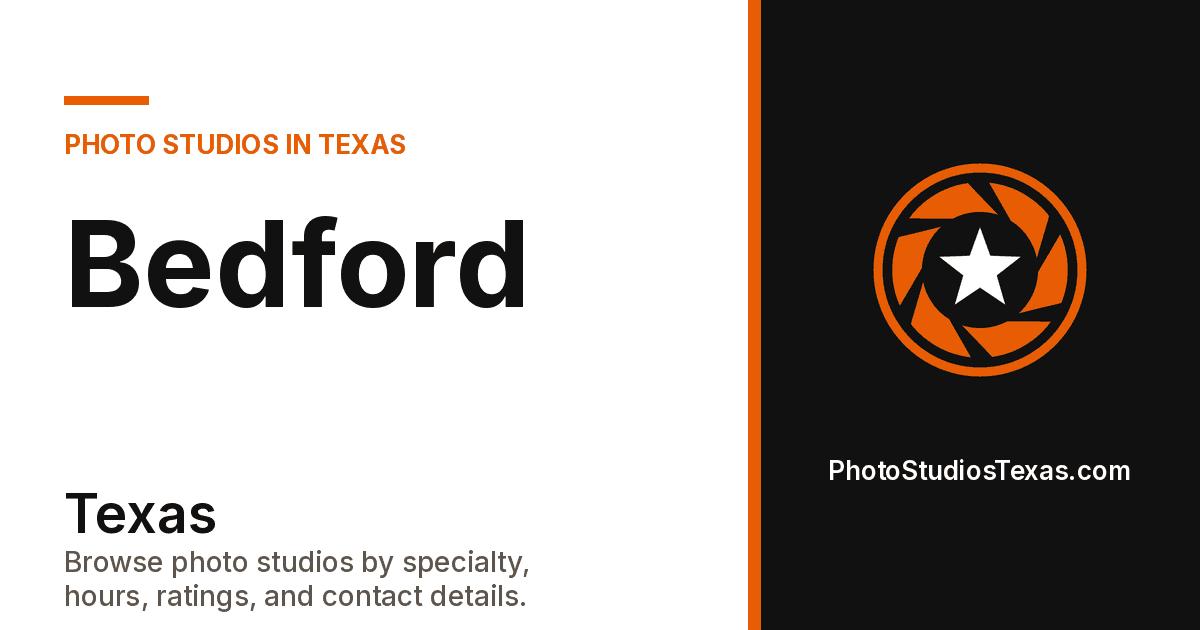 PHOTO STUDIOS IN TEXAS
Bedford
Texas
Browse photo studios by specialty,
hours, ratings, and contact details.
PhotoStudiosTexas.com